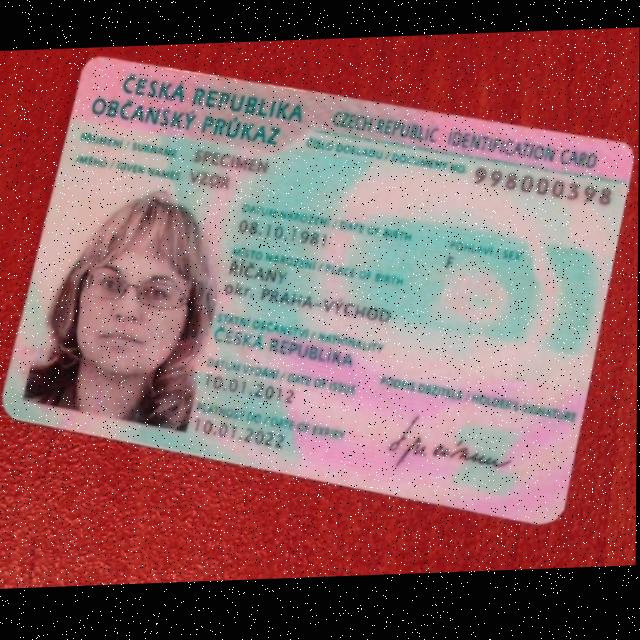 ČESKÁ REPUBLIKA
OBČANSKÝ PRŮKAZ
CZECH REPUBLIC IDENTIFICATION CARD
ČÍSLO DOKLADU / DOCUMENT NO.
998000398
PŘÍJMENÍ / SURNAME
SPECIMEN
JMÉNO / GIVEN NAMES
VZOR
DATUM NAROZENÍ / DATE OF BIRTH
08.10.1981
POHLAVÍ / SEX
F
MÍSTO NAROZENÍ / PLACE OF BIRTH
ŘÍČANY
okr. PRAHA-VÝCHOD
STÁTNÍ OBČANSTVÍ / NATIONALITY
ČESKÁ REPUBLIKA
DATUM VYDÁNÍ / DATE OF ISSUE
10.01.2012
PLATNOST DO / DATE OF EXPIRY
10.01.2022
PODPIS DRŽITELE / HOLDER'S SIGNATURE
Specimen